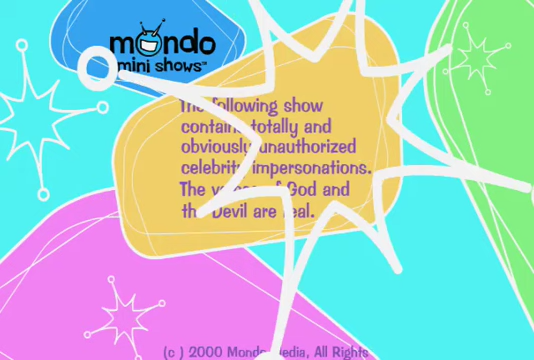 mondo
mini shows™
The following show
contains totally and
obviously unauthorized
celebrity impersonations.
The voices of God and
the Devil are real.
(c ) 2000 Mondo Media, All Rights